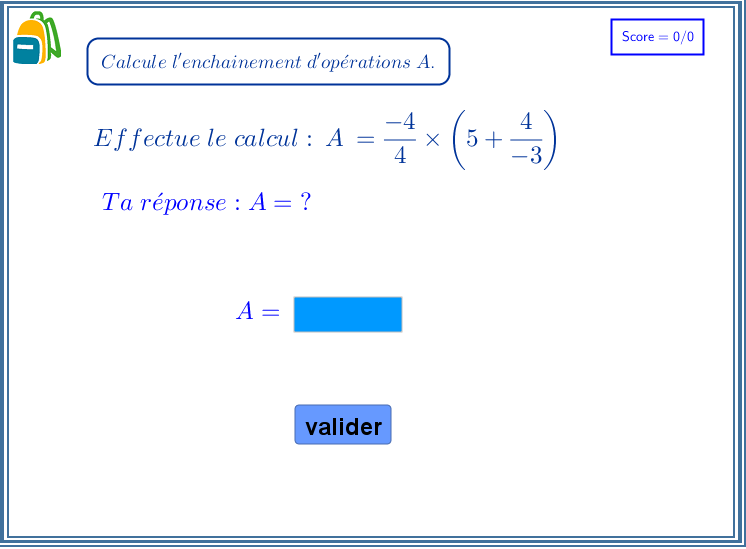 Score = 0/0
Calcule l'enchainement d'opérations A.
Effectue le calcul : A = \frac{-4}{4} × \left(5 + \frac{4}{-3}\right)
Ta réponse : A = ?
A =
valider